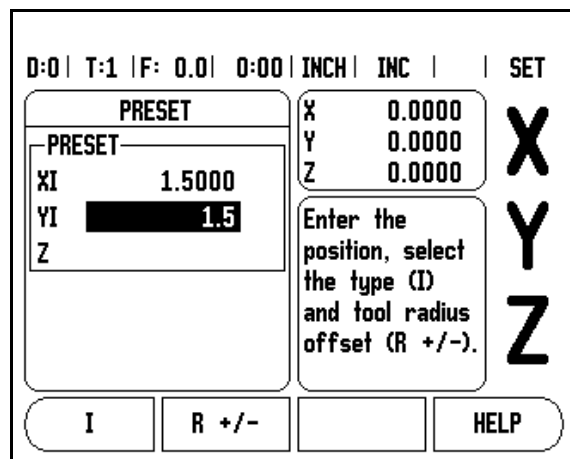 D:0 | T:1 | F: 0.0 | 0:00 | INCH | INC | | SET
PRESET
PRESET
XI 1.5000
YI 1.5
Z
X 0.0000
Y 0.0000
Z 0.0000
Enter the
position, select
the type (I)
and tool radius
offset (R +/-).
X
Y
Z
I
R +/-
HELP